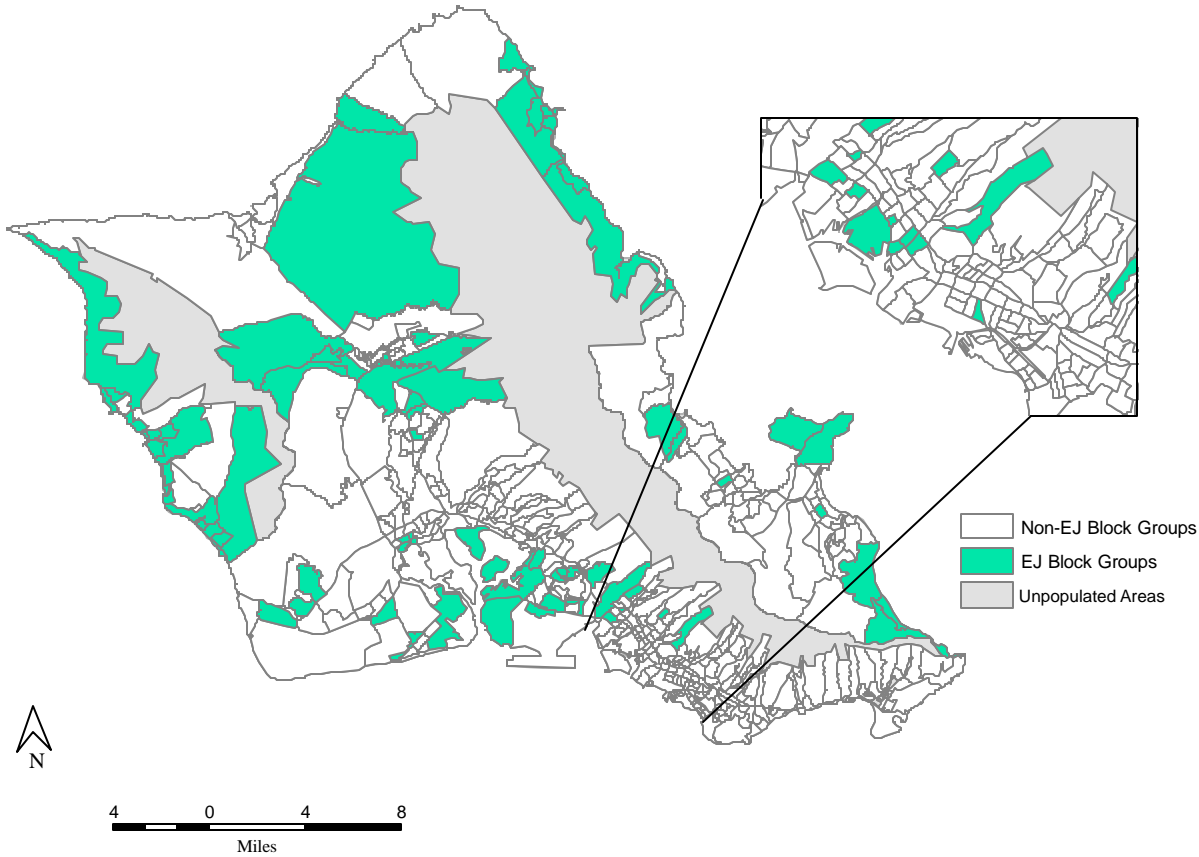 Non-EJ Block Groups
EJ Block Groups
Unpopulated Areas
N
4 0 4 8
Miles